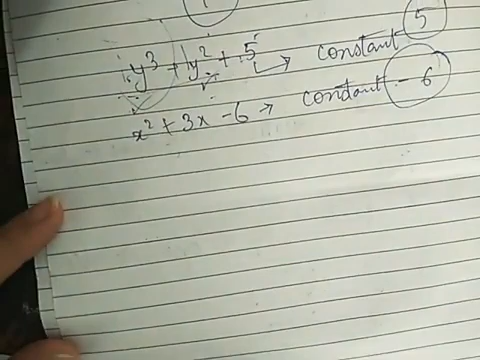 y³ + y² + 5 → constant 5
x² + 3x - 6 → constant - 6